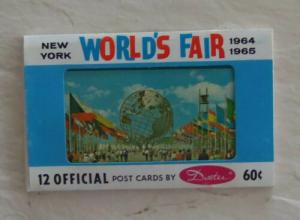 NEW YORK WORLD'S FAIR 1964 1965
12 OFFICIAL POST CARDS BY Dexter 60¢